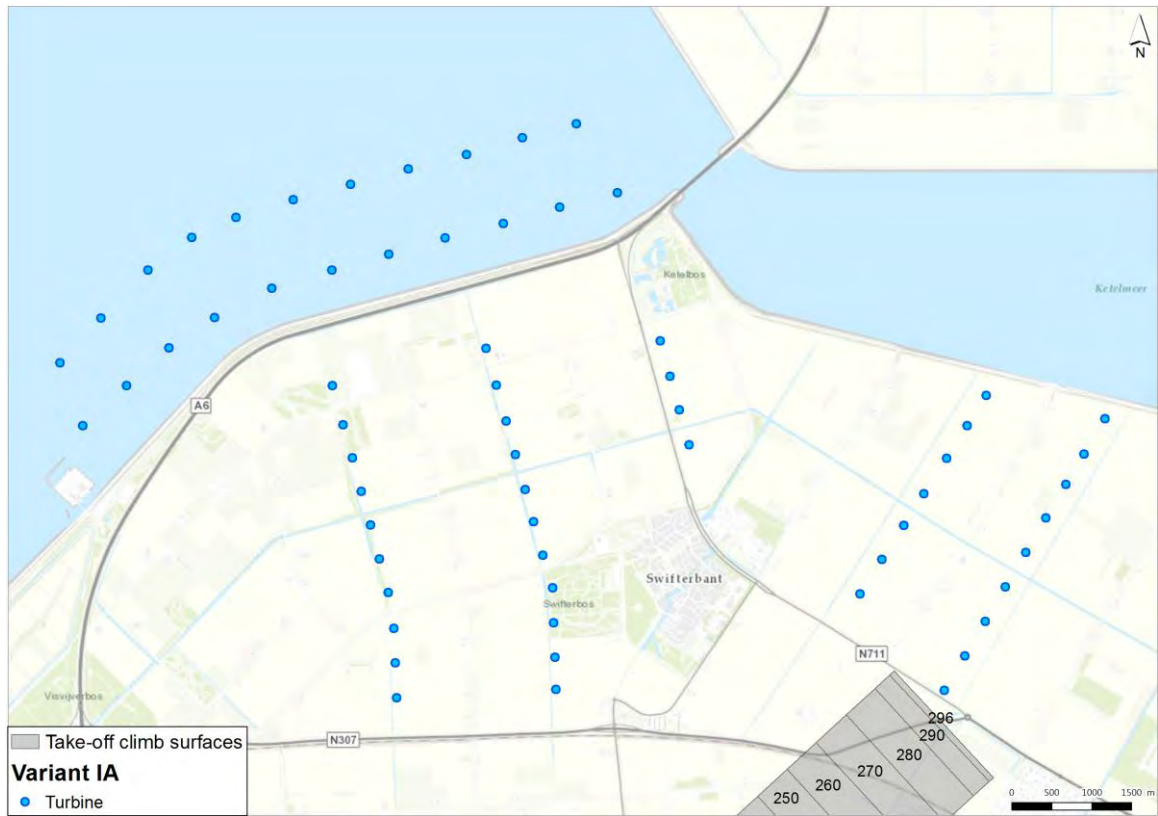 N
Ketelbos
Ketelmeer
A6
Swifterbant
Swifterbos
N711
Visvijverbos
296
290
280
270
260
250
N307
Take-off climb surfaces
Variant IA
Turbine
0 500 1000 1500 m